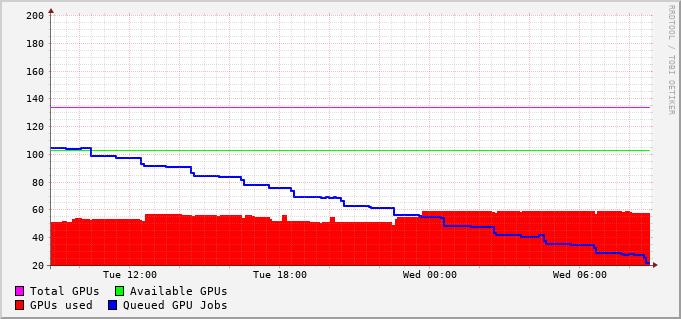 RRDTOOL / TOBI OETIKER
200
180
160
140
120
100
80
60
40
20
Tue 12:00 Tue 18:00 Wed 00:00 Wed 06:00
Total GPUs Available GPUs
GPUs used Queued GPU Jobs